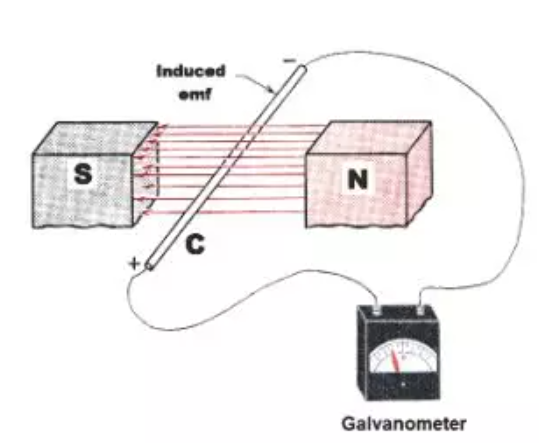 −
Induced
emf
S
N
C
+
Galvanometer